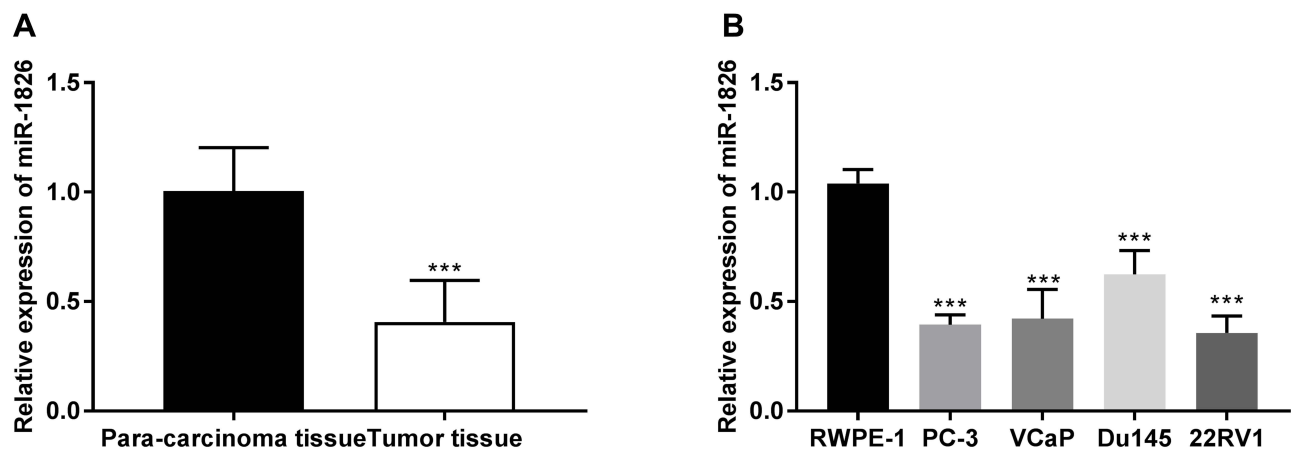 A
Relative expression of miR-1826
1.5
1.0
0.5
0.0
***
Para-carcinoma tissue Tumor tissue
B
Relative expression of miR-1826
1.5
1.0
0.5
0.0
*** *** *** ***
RWPE-1 PC-3 VCaP Du145 22RV1